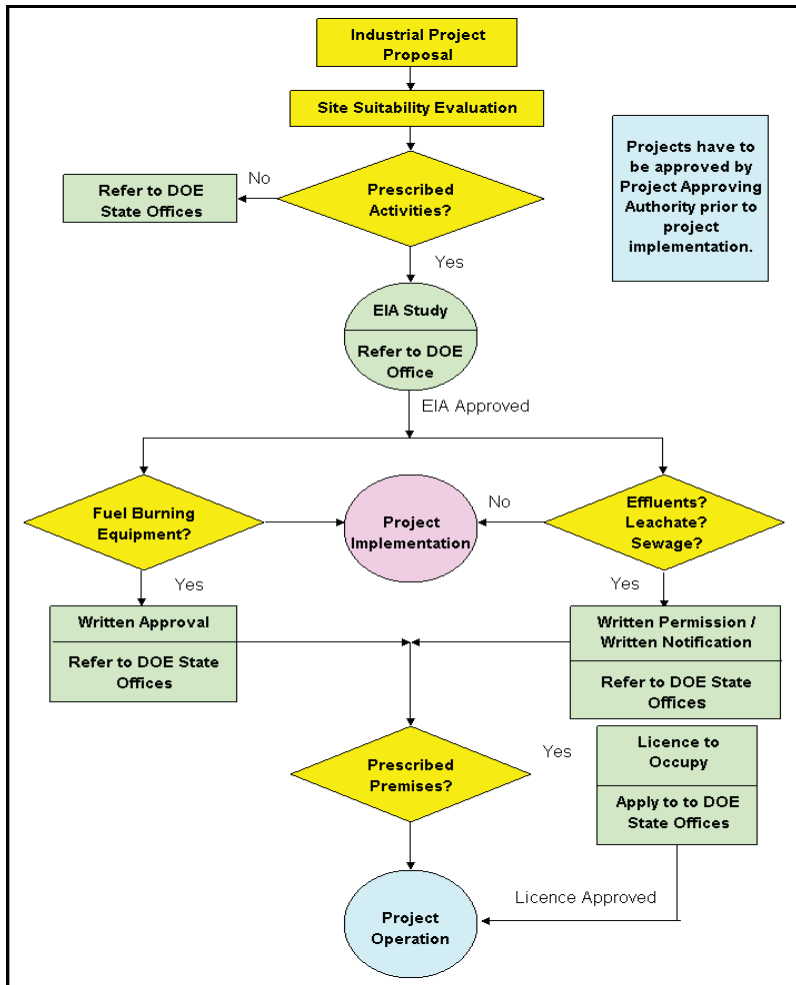 Industrial Project
Proposal
Site Suitability Evaluation
Projects have to
be approved by
Project Approving
Authority prior to
project
implementation.
Prescribed
Activities?
No
Refer to DOE
State Offices
Yes
EIA Study
Refer to DOE
Office
EIA Approved
Fuel Burning
Equipment?
Project
Implementation
No
Effluents?
Leachate?
Sewage?
Yes
Yes
Written Approval
Refer to DOE State
Offices
Written Permission /
Written Notification
Refer to DOE State
Offices
Prescribed
Premises?
Yes
Licence to
Occupy
Apply to to DOE
State Offices
Licence Approved
Project
Operation